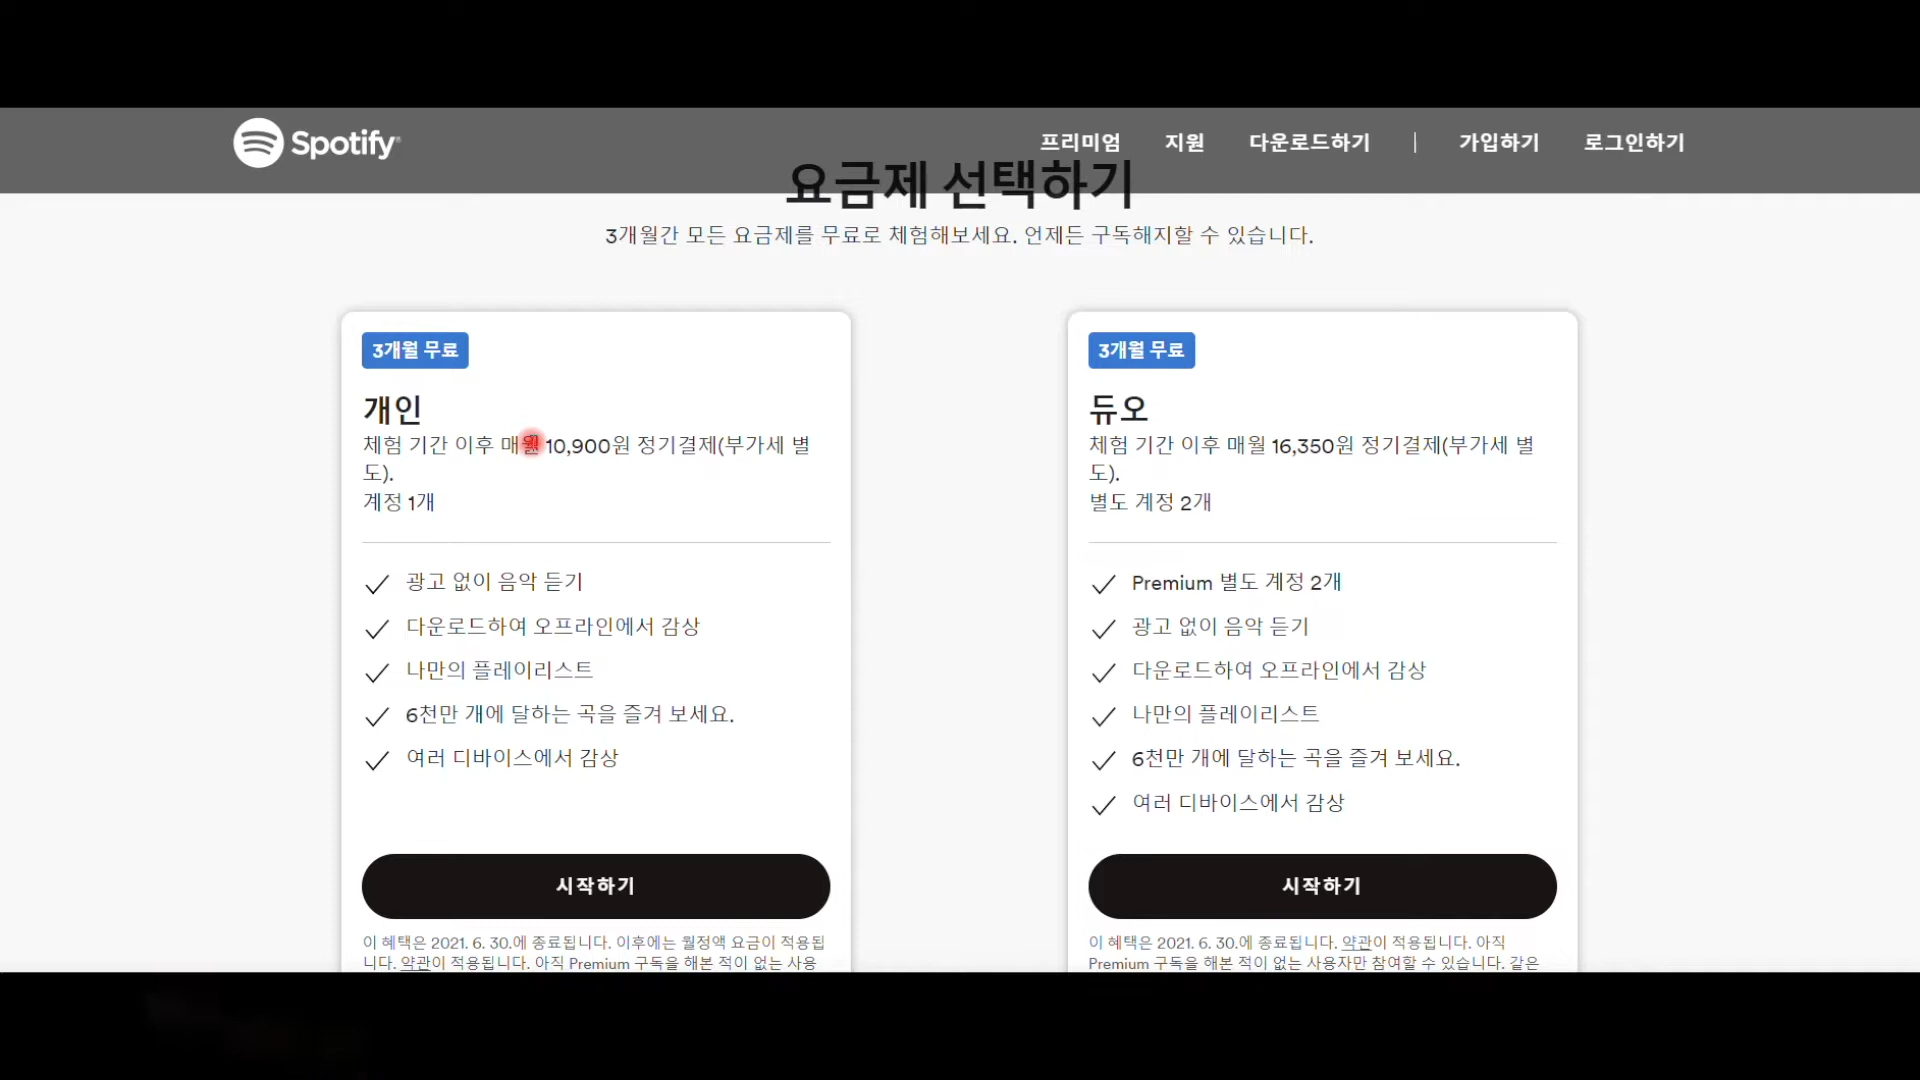 Spotify
프리미엄 지원 다운로드하기 | 가입하기 로그인하기
요금제 선택하기
3개월간 모든 요금제를 무료로 체험해보세요. 언제든 구독해지할 수 있습니다.
3개월 무료
개인
체험 기간 이후 매월 10,900원 정기결제(부가세 별
도).
계정 1개
광고 없이 음악 듣기
다운로드하여 오프라인에서 감상
나만의 플레이리스트
6천만 개에 달하는 곡을 즐겨 보세요.
여러 디바이스에서 감상
시작하기
이 혜택은 2021. 6. 30.에 종료됩니다. 이후에는 월정액 요금이 적용됩
니다. 약관이 적용됩니다. 아직 Premium 구독을 해본 적이 없는 사용
3개월 무료
듀오
체험 기간 이후 매월 16,350원 정기결제(부가세 별
도).
별도 계정 2개
Premium 별도 계정 2개
광고 없이 음악 듣기
다운로드하여 오프라인에서 감상
나만의 플레이리스트
6천만 개에 달하는 곡을 즐겨 보세요.
여러 디바이스에서 감상
시작하기
이 혜택은 2021. 6. 30.에 종료됩니다. 약관이 적용됩니다. 아직
Premium 구독을 해본 적이 없는 사용자만 참여할 수 있습니다. 같은